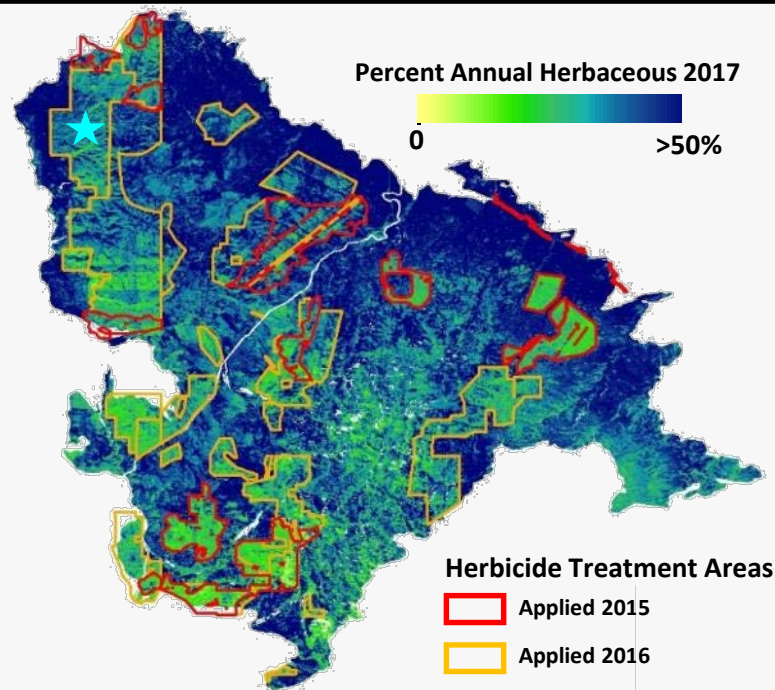 Percent Annual Herbaceous 2017
0
>50%
Herbicide Treatment Areas
Applied 2015
Applied 2016